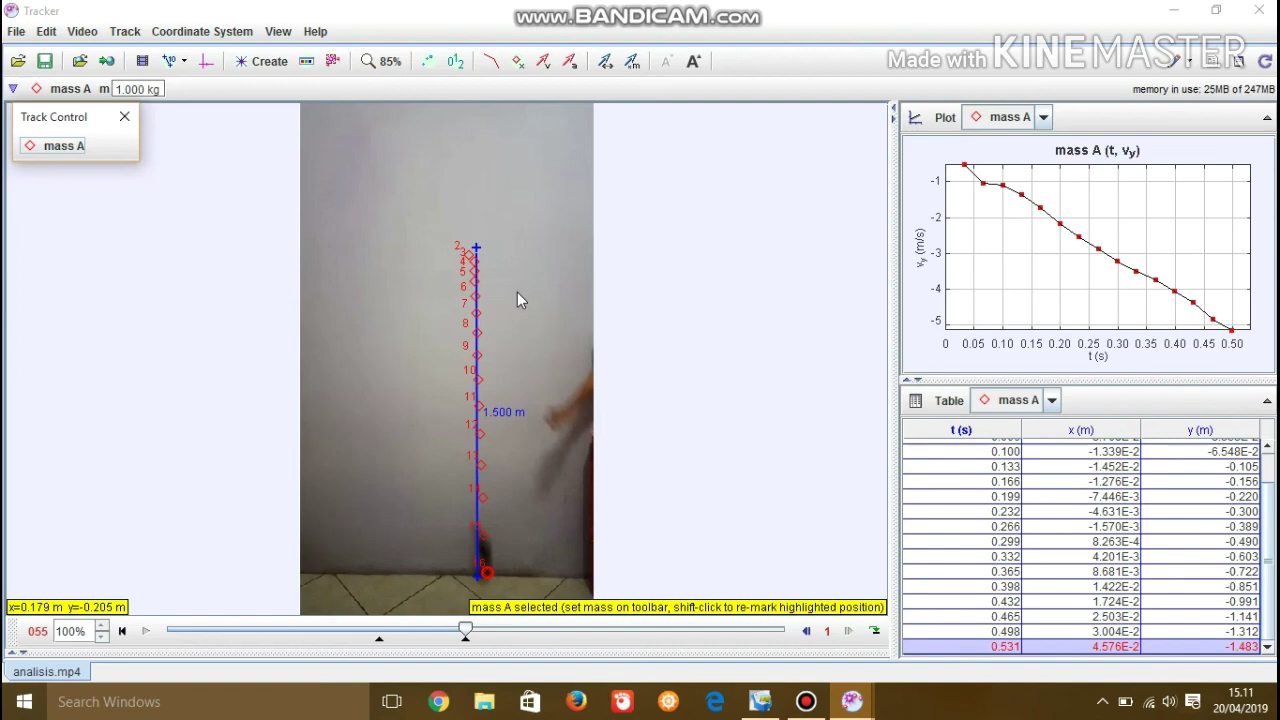 Tracker
www.BANDICAM.com
File Edit Video Track Coordinate System View Help
Create 85% Made with KINEMASTER
mass A m 1.000 kg memory in use: 25MB of 247MB
Track Control
mass A
Plot mass A
mass A (t, vy)
-1
-2
-3
-4
-5
vy (m/s)
0 0.05 0.10 0.15 0.20 0.25 0.30 0.35 0.40 0.45 0.50
t (s)
2
3
4
5
6
7
8
9
10
11
1.500 m
Table mass A
t (s) x (m) y (m)
0.100 -1.339E-2 -6.548E-2
0.133 -1.452E-2 -0.105
0.166 -1.276E-2 -0.156
0.199 -7.446E-3 -0.220
0.232 -4.631E-3 -0.300
0.266 -1.570E-3 -0.389
0.299 8.263E-4 -0.490
0.332 4.201E-3 -0.603
0.365 8.681E-3 -0.722
0.398 1.422E-2 -0.851
0.432 1.724E-2 -0.991
0.465 2.503E-2 -1.141
0.498 3.004E-2 -1.312
0.531 4.576E-2 -1.483
x=0.179 m y=-0.205 m mass A selected (set mass on toolbar, shift-click to re-mark highlighted position)
055 100% 1
analisis.mp4
Search Windows
15.11
20/04/2019